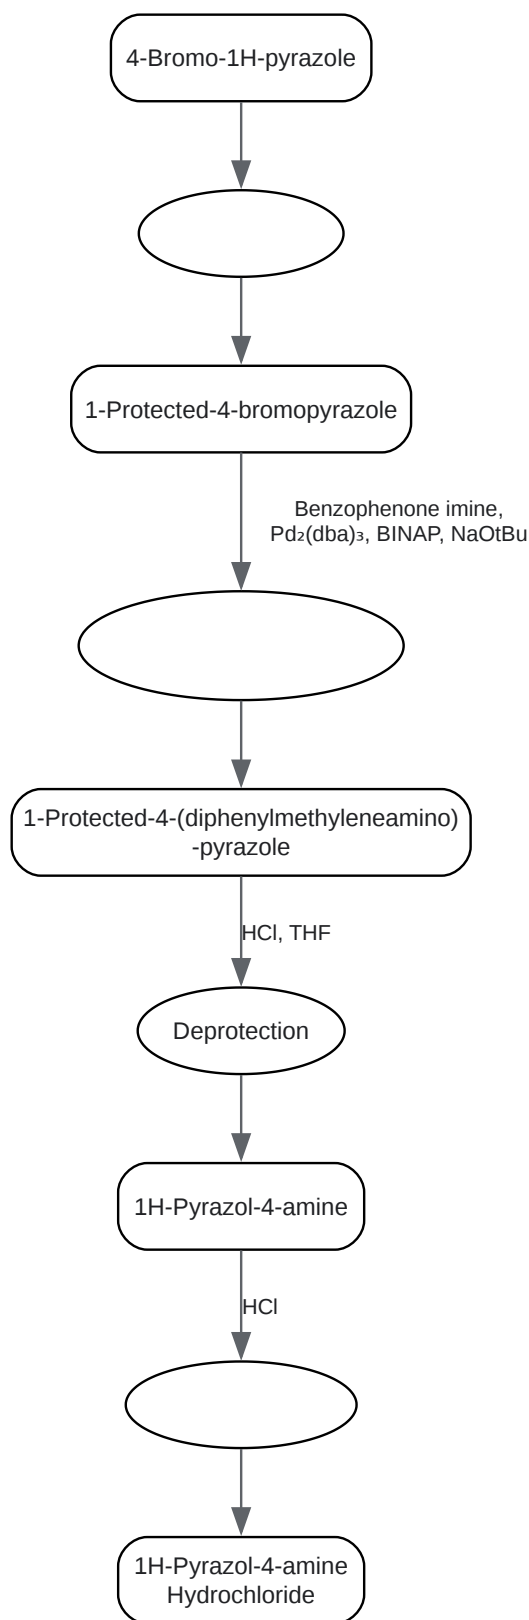 4-Bromo-1H-pyrazole
1-Protected-4-bromopyrazole
Benzophenone imine,
Pd₂(dba)₃, BINAP, NaOtBu
1-Protected-4-(diphenylmethyleneamino)
-pyrazole
HCl, THF
Deprotection
1H-Pyrazol-4-amine
HCl
1H-Pyrazol-4-amine
Hydrochloride